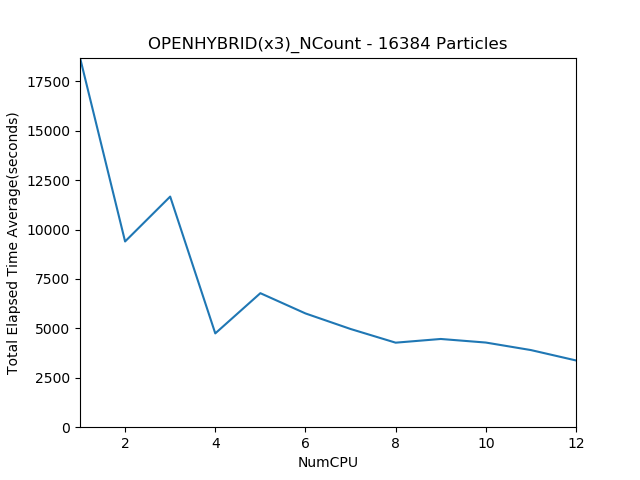 OPENHYBRID(x3)_NCount - 16384 Particles
Total Elapsed Time Average(seconds)
17500
15000
12500
10000
7500
5000
2500
0
2 4 6 8 10 12
NumCPU